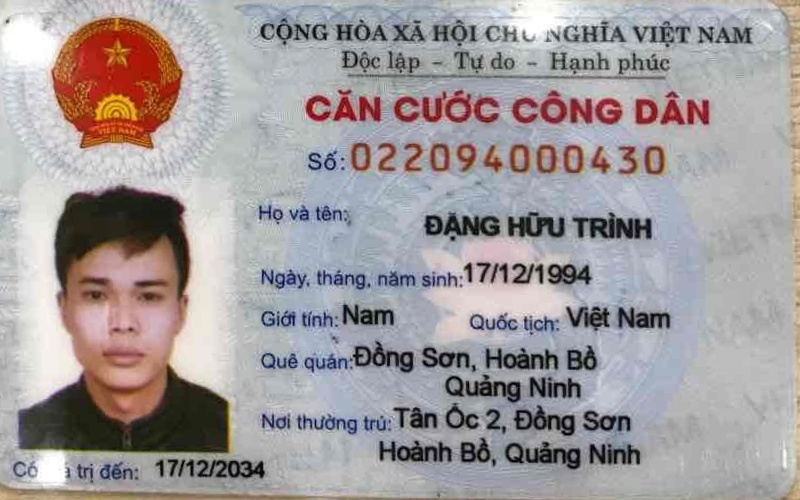 CỘNG HÒA XÃ HỘI CHỦ NGHĨA VIỆT NAM
Độc lập - Tự do - Hạnh phúc
CĂN CƯỚC CÔNG DÂN
Số: 022094000430
Họ và tên: ĐẶNG HỮU TRÌNH
Ngày, tháng, năm sinh: 17/12/1994
Giới tính: Nam Quốc tịch: Việt Nam
Quê quán: Đồng Sơn, Hoành Bồ
Quảng Ninh
Nơi thường trú: Tân Ốc 2, Đồng Sơn
Hoành Bồ, Quảng Ninh
Có trị đến: 17/12/2034